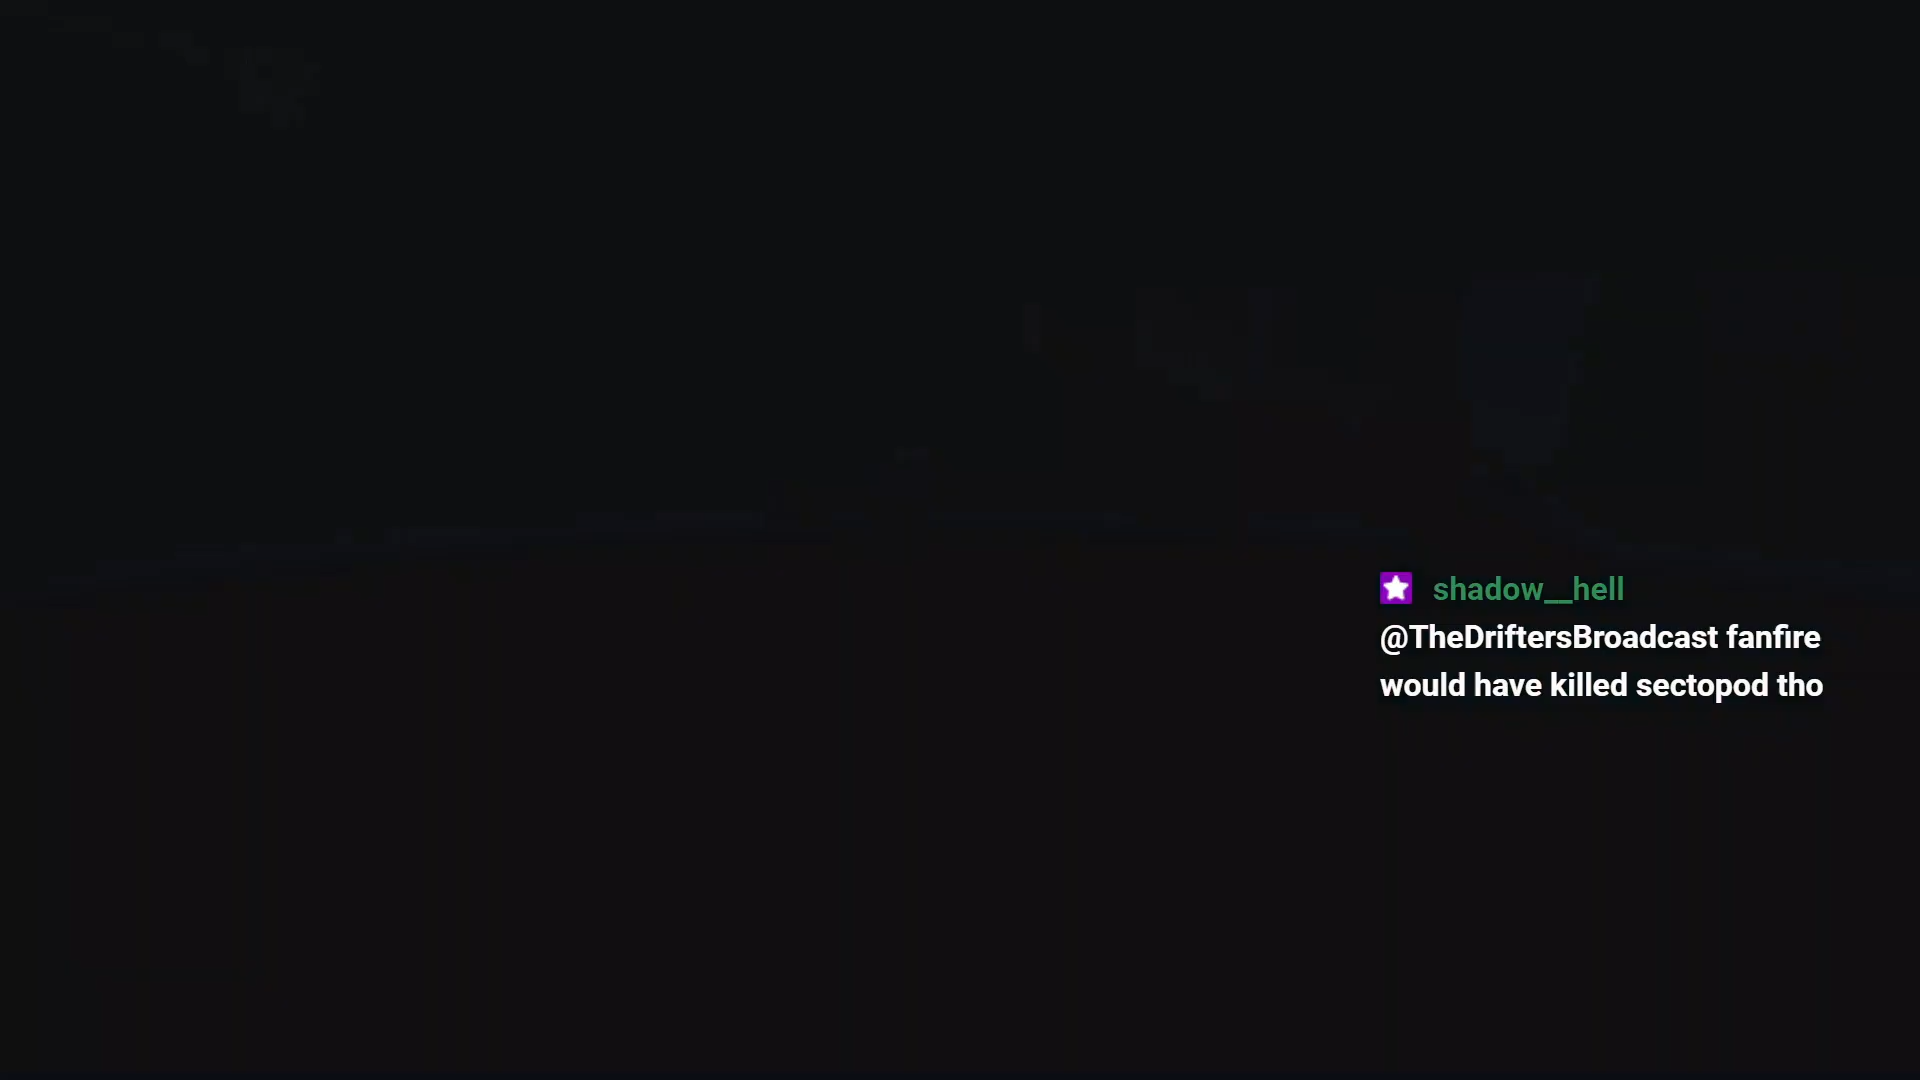 shadow__hell
@TheDriftersBroadcast fanfire
would have killed sectopod tho